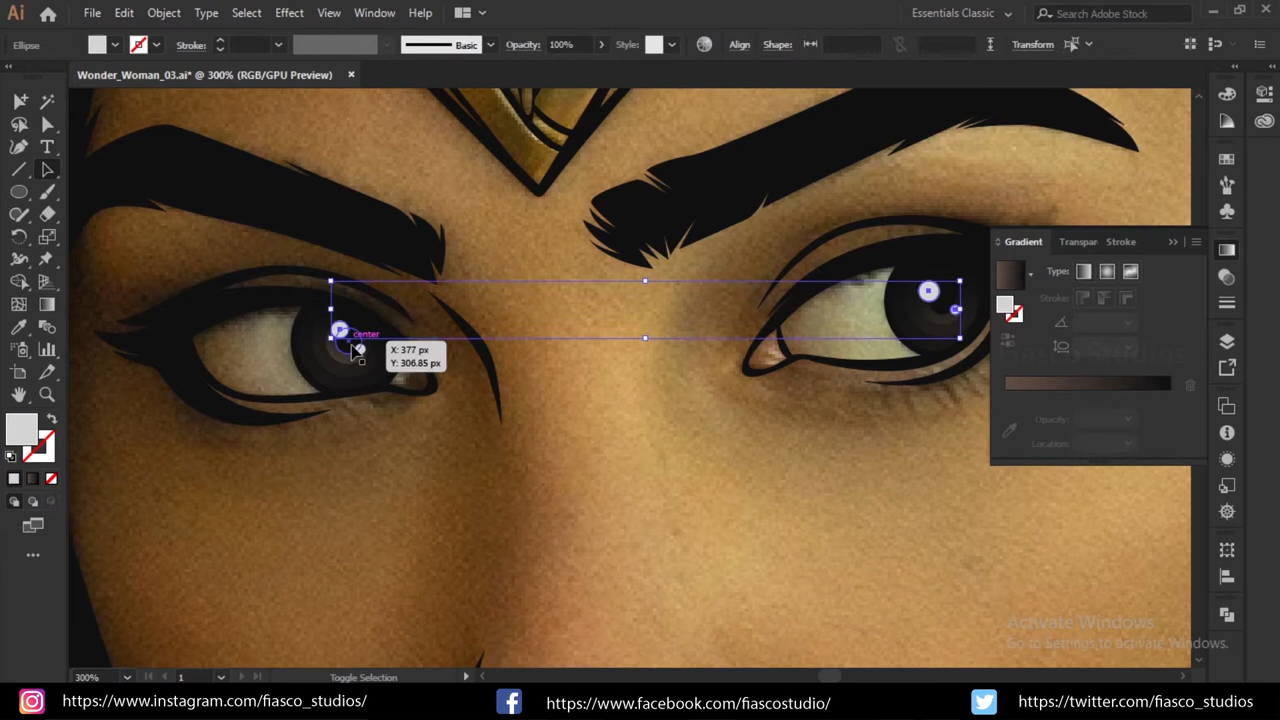 Ai File Edit Object Type Select Effect View Window Help Essentials Classic Search Adobe Stock
Ellipse Stroke: Basic Opacity: 100% Style: Align Shape: Transform
Wonder_Woman_03.ai* @ 300% (RGB/GPU Preview)
Gradient Transpar Stroke
Type:
Stroke:
center
X: 377 px
Y: 306.85 px
Opacity:
Location:
Activate Windows
Go to Settings to activate Windows.
300% 1 Toggle Selection
https://www.instagram.com/fiasco_studios/ https://www.facebook.com/fiascostudio/ https://twitter.com/fiasco_studios